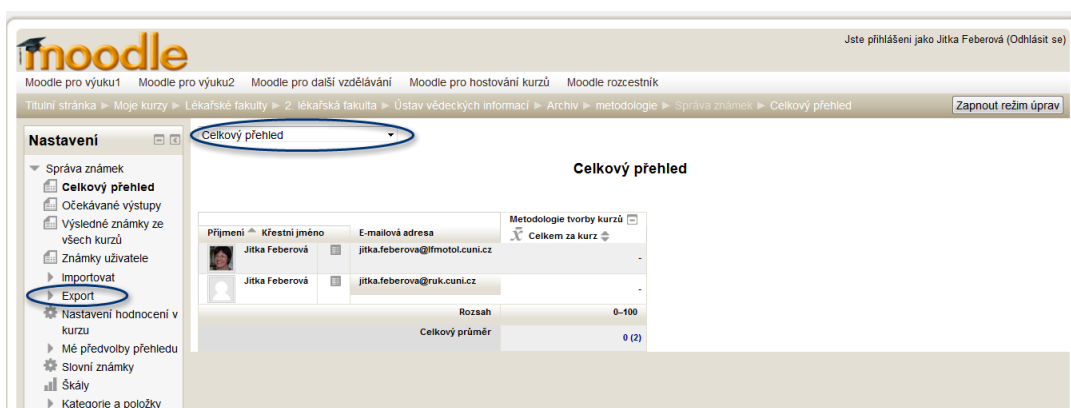 moodle
Jste přihlášeni jako Jitka Feberová (Odhlásit se)
Moodle pro výuku1 Moodle pro výuku2 Moodle pro další vzdělávání Moodle pro hostování kurzů Moodle rozcestník
Titulní stránka ► Moje kurzy ► Lékařské fakulty ► 2. lékařská fakulta ► Ústav vědeckých informací ► Archiv ► metodologie ► Správa známek ► Celkový přehled
Zapnout režim úprav
Nastavení
Správa známek
Celkový přehled
Očekávané výstupy
Výsledné známky ze
všech kurzů
Známky uživatele
Importovat
Export
Nastavení hodnocení v
kurzu
Mé předvolby přehledu
Slovní známky
Škály
Kategorie a položky
Celkový přehled
Celkový přehled
Metodologie tvorby kurzů
Příjmení Křestní jméno E-mailová adresa x̄ Celkem za kurz
Jitka Feberová jitka.feberova@lfmotol.cuni.cz -
Jitka Feberová jitka.feberova@ruk.cuni.cz -
Rozsah 0–100
Celkový průměr 0 (2)